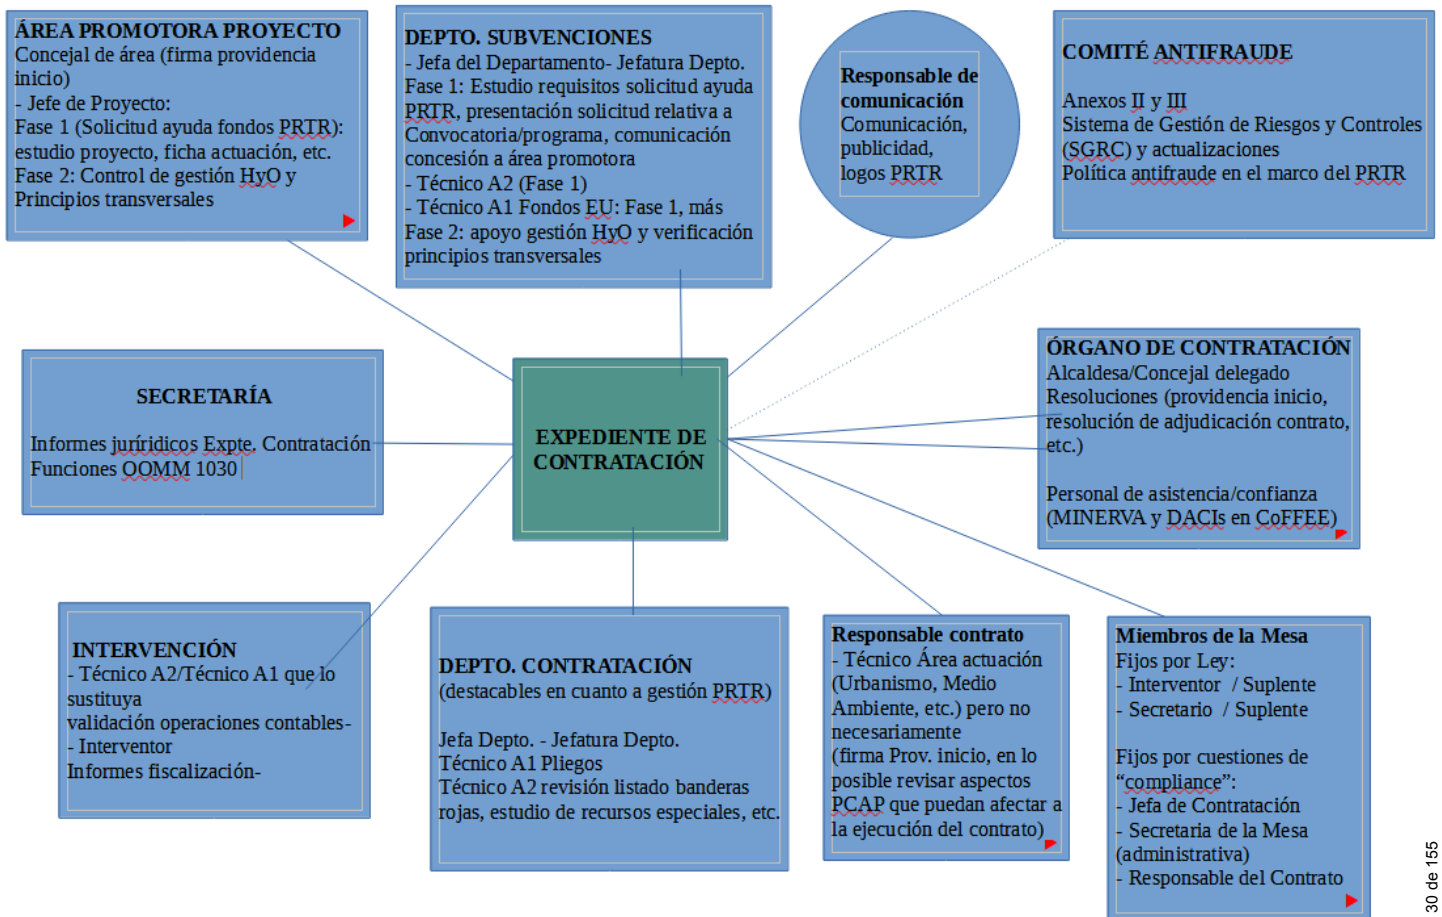 ÁREA PROMOTORA PROYECTO
Concejal de área (firma providencia
inicio)
- Jefe de Proyecto:
Fase 1 (Solicitud ayuda fondos PRTR):
estudio proyecto, ficha actuación, etc.
Fase 2: Control de gestión HyO y
Principios transversales
DEPTO. SUBVENCIONES
- Jefa del Departamento- Jefatura Depto.
Fase 1: Estudio requisitos solicitud ayuda
PRTR, presentación solicitud relativa a
Convocatoria/programa, comunicación
concesión a área promotora
- Técnico A2 (Fase 1)
- Técnico A1 Fondos EU: Fase 1, más
Fase 2: apoyo gestión HyO y verificación
principios transversales
Responsable de
comunicación
Comunicación,
publicidad,
logos PRTR
COMITÉ ANTIFRAUDE
Anexos II y III
Sistema de Gestión de Riesgos y Controles
(SGRC) y actualizaciones
Política antifraude en el marco del PRTR
SECRETARÍA
Informes juríridicos Expte. Contratación
Funciones OOMM 1030
EXPEDIENTE DE
CONTRATACIÓN
ÓRGANO DE CONTRATACIÓN
Alcaldesa/Concejal delegado
Resoluciones (providencia inicio,
resolución de adjudicación contrato,
etc.)
Personal de asistencia/confianza
(MINERVA y DACIs en CoFFEE)
INTERVENCIÓN
- Técnico A2/Técnico A1 que lo
sustituya
validación operaciones contables-
- Interventor
Informes fiscalización-
DEPTO. CONTRATACIÓN
(destacables en cuanto a gestión PRTR)
Jefa Depto. - Jefatura Depto.
Técnico A1 Pliegos
Técnico A2 revisión listado banderas
rojas, estudio de recursos especiales, etc.
Responsable contrato
- Técnico Área actuación
(Urbanismo, Medio
Ambiente, etc.) pero no
necesariamente
(firma Prov. inicio, en lo
posible revisar aspectos
PCAP que puedan afectar a
la ejecución del contrato)
Miembros de la Mesa
Fijos por Ley:
- Interventor / Suplente
- Secretario / Suplente
Fijos por cuestiones de
“compliance”:
- Jefa de Contratación
- Secretaria de la Mesa
(administrativa)
- Responsable del Contrato
30 de 155